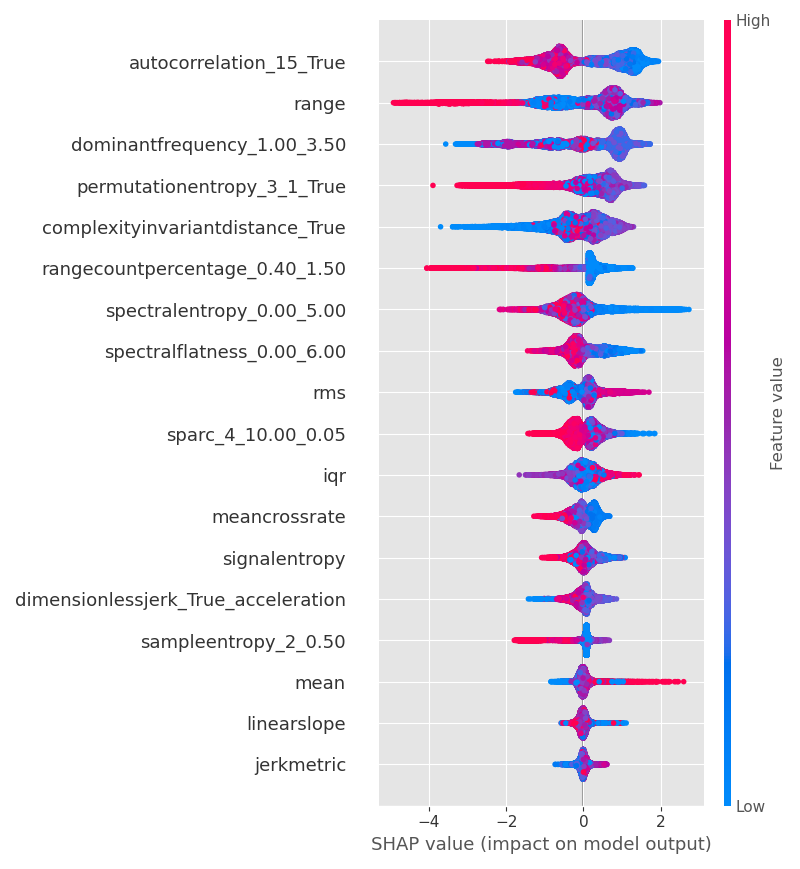 High
autocorrelation_15_True
range
dominantfrequency_1.00_3.50
permutationentropy_3_1_True
complexityinvariantdistance_True
rangecountpercentage_0.40_1.50
spectralentropy_0.00_5.00
spectralflatness_0.00_6.00
rms
sparc_4_10.00_0.05
iqr
meancrossrate
signalentropy
dimensionlessjerk_True_acceleration
sampleentropy_2_0.50
mean
linearslope
jerkmetric
Feature value
Low
−4 −2 0 2
SHAP value (impact on model output)